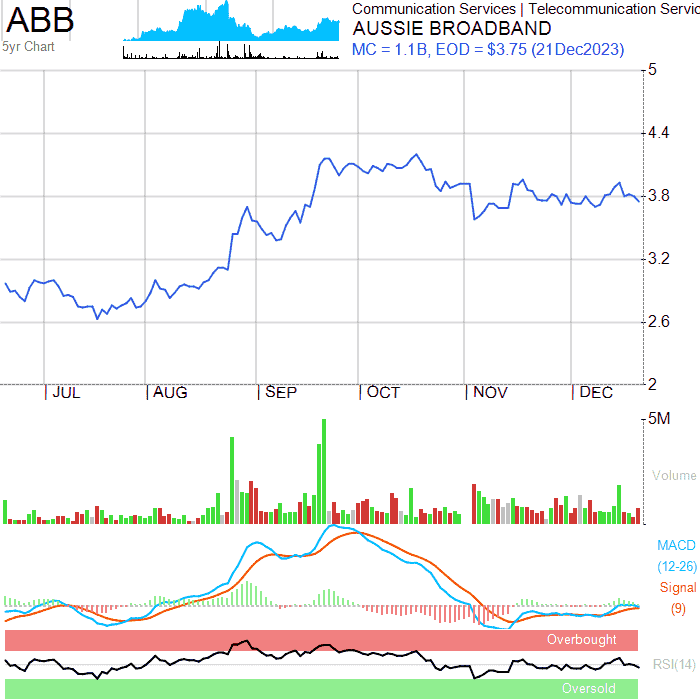 ABB
5yr Chart
Communication Services | Telecommunication Servic
AUSSIE BROADBAND
MC = 1.1B, EOD = $3.75 (21Dec2023)
5
4.4
3.8
3.2
2.6
2
JUL
AUG
SEP
OCT
NOV
DEC
5M
Volume
MACD
(12-26)
Signal
(9)
Overbought
RSI(14)
Oversold